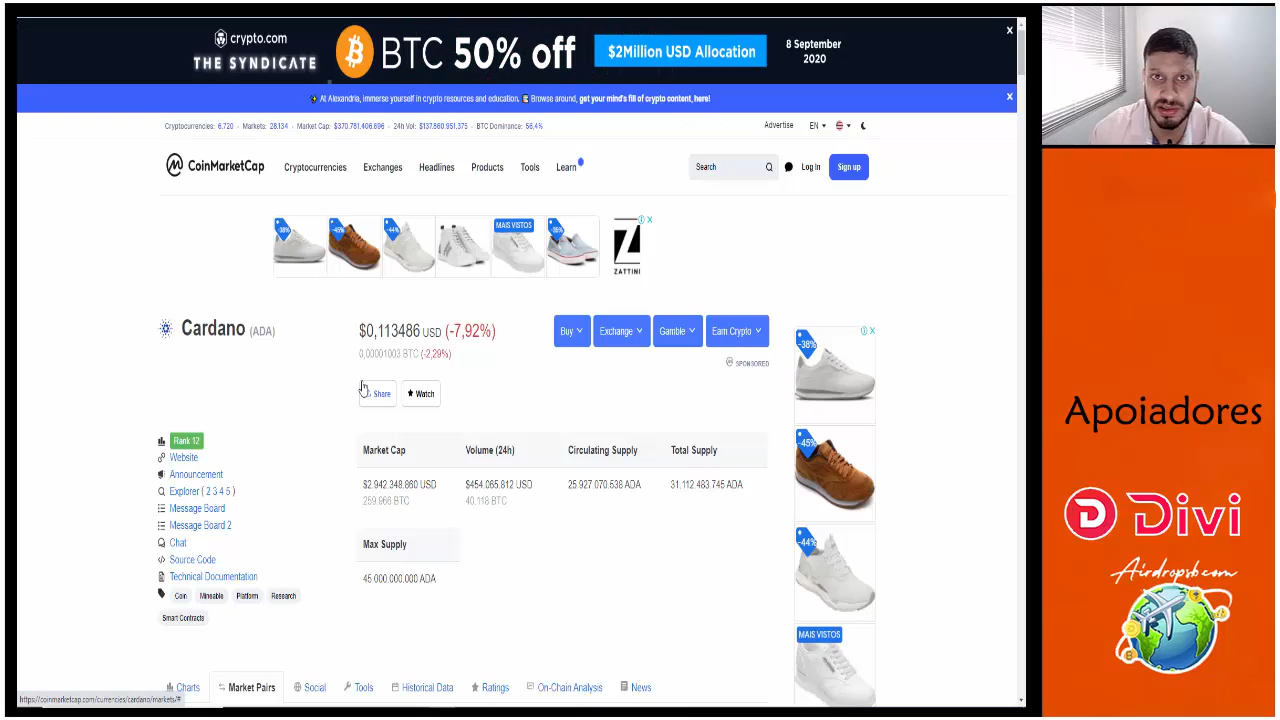 crypto.com
THE SYNDICATE
BTC 50% off
$2Million USD Allocation
8 September
2020
At Alexandria, immerse yourself in crypto resources and education. Browse around, get your mind's fill of crypto content, here!
Cryptocurrencies: 6.720 • Markets: 28.134 • Market Cap: $370.781.406.696 • 24h Vol: $137.860.951.375 • BTC Dominance: 56,4%
Advertise
EN
CoinMarketCap
Cryptocurrencies
Exchanges
Headlines
Products
Tools
Learn
Search
Log In
Sign up
-38%
-45%
-44%
MAIS VISTOS
ZATTINI
Cardano (ADA)
$0,113486 USD (-7,92%)
0,00001003 BTC (-2,29%)
Buy
Exchange
Gamble
Earn Crypto
SPONSORED
Share
Watch
Rank 12
Website
Announcement
Explorer ( 2 3 4 5 )
Message Board
Message Board 2
Chat
Source Code
Technical Documentation
Coin
Mineable
Platform
Research
Smart Contracts
Market Cap
Volume (24h)
Circulating Supply
Total Supply
$2.942.348.660 USD
$454.065.812 USD
25.927.070.538 ADA
31.112.483.745 ADA
259.966 BTC
40.118 BTC
Max Supply
45.000.000.000 ADA
-38%
-45%
-44%
MAIS VISTOS
Charts
Market Pairs
Social
Tools
Historical Data
Ratings
On-Chain Analysis
News
https://coinmarketcap.com/currencies/cardano/markets/#
Apoiadores
Divi
Airdropsb.com